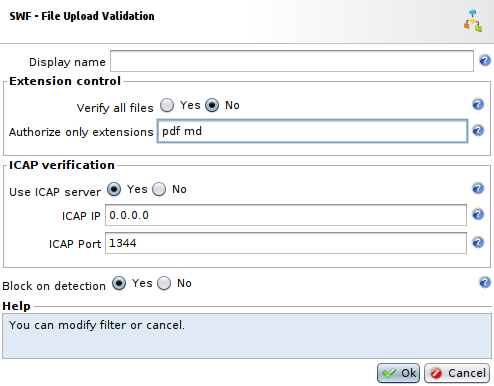 SWF - File Upload Validation
Display name
Extension control
Verify all files Yes No
Authorize only extensions pdf md
ICAP verification
Use ICAP server Yes No
ICAP IP 0.0.0.0
ICAP Port 1344
Block on detection Yes No
Help
You can modify filter or cancel.
Ok Cancel